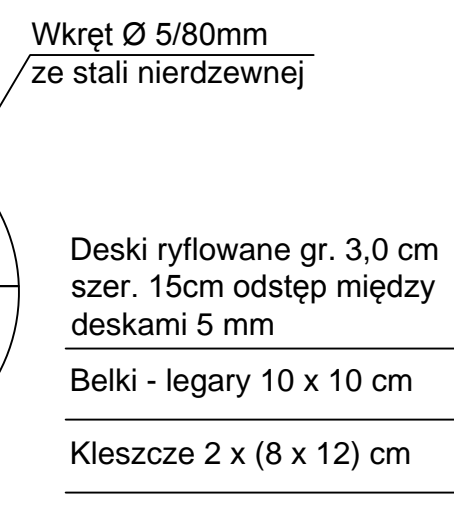 Wkręt Ø 5/80mm
ze stali nierdzewnej
Deski ryflowane gr. 3,0 cm
szer. 15cm odstęp między
deskami 5 mm
Belki - legary 10 x 10 cm
Kleszcze 2 x (8 x 12) cm